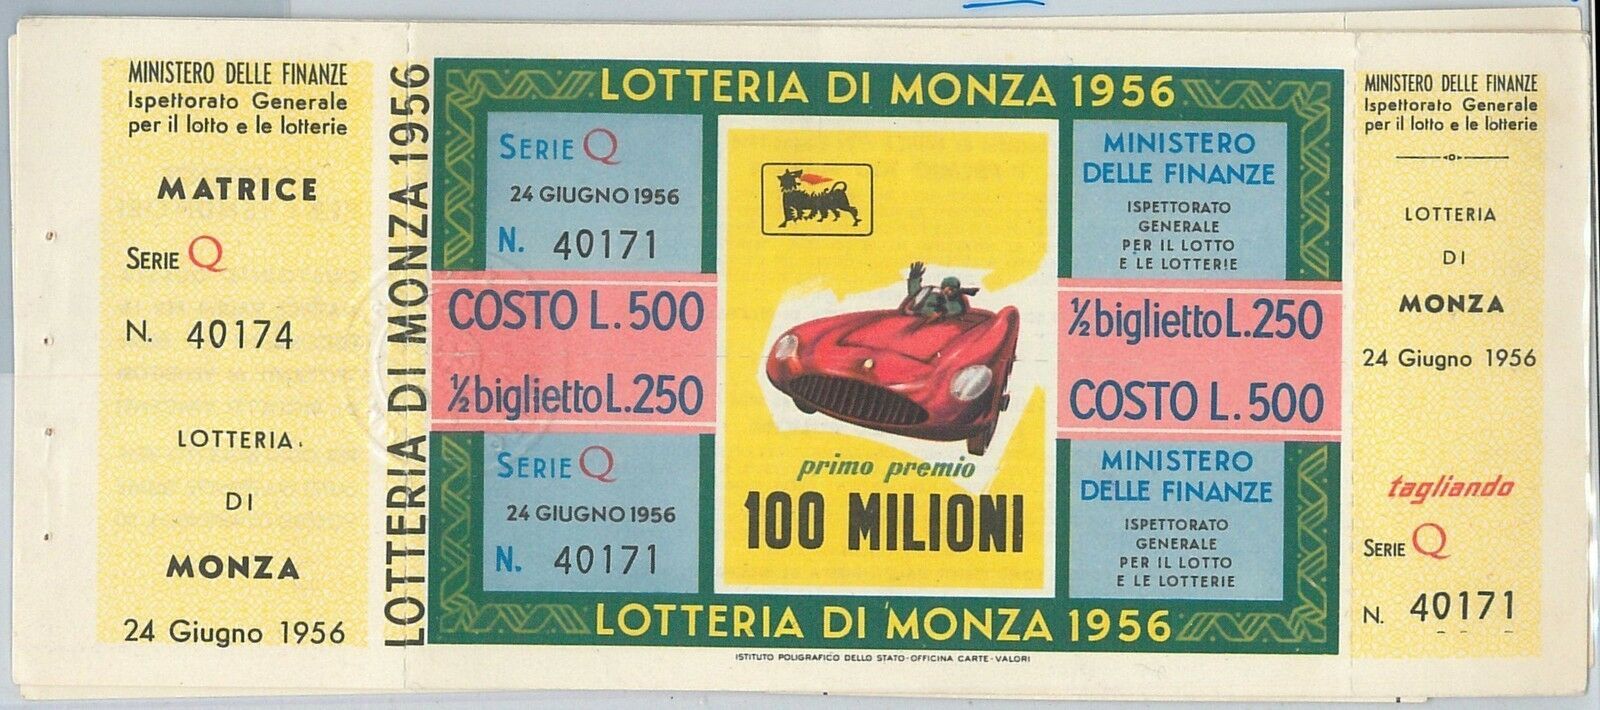 MINISTERO DELLE FINANZE
Ispettorato Generale
per il lotto e le lotterie
MATRICE
SERIE Q
N. 40174
LOTTERIA
DI
MONZA
24 Giugno 1956
LOTTERIA DI MONZA 1956
LOTTERIA DI MONZA 1956
SERIE Q
24 GIUGNO 1956
N. 40171
COSTO L. 500
½ biglietto L. 250
SERIE Q
24 GIUGNO 1956
N. 40171
primo premio
100 MILIONI
MINISTERO
DELLE FINANZE
ISPETTORATO
GENERALE
PER IL LOTTO
E LE LOTTERIE
½ biglietto L. 250
COSTO L. 500
MINISTERO
DELLE FINANZE
ISPETTORATO
GENERALE
PER IL LOTTO
E LE LOTTERIE
LOTTERIA DI MONZA 1956
ISTITUTO POLIGRAFICO DELLO STATO-OFFICINA CARTE-VALORI
MINISTERO DELLE FINANZE
Ispettorato Generale
per il lotto e le lotterie
LOTTERIA
DI
MONZA
24 Giugno 1956
tagliando
SERIE Q
N. 40171